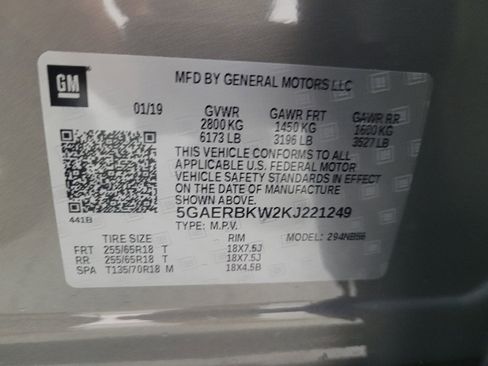 GM
MFD BY GENERAL MOTORS LLC
01/19 GVWR GAWR FRT GAWR RR
2800 KG 1450 KG 1600 KG
6173 LB 3196 LB 3527 LB
THIS VEHICLE CONFORMS TO ALL
APPLICABLE U.S. FEDERAL MOTOR
VEHICLE SAFETY STANDARDS IN EFFECT
ON THE DATE OF MANUFACTURE SHOWN ABOVE.
5GAERBKW2KJ221249
441B TYPE: M.P.V. MODEL: 294NB56
TIRE SIZE RIM
FRT 255/65R18 T 18X7.5J
RR 255/65R18 T 18X7.5J
SPA T135/70R18 M 18X4.5B